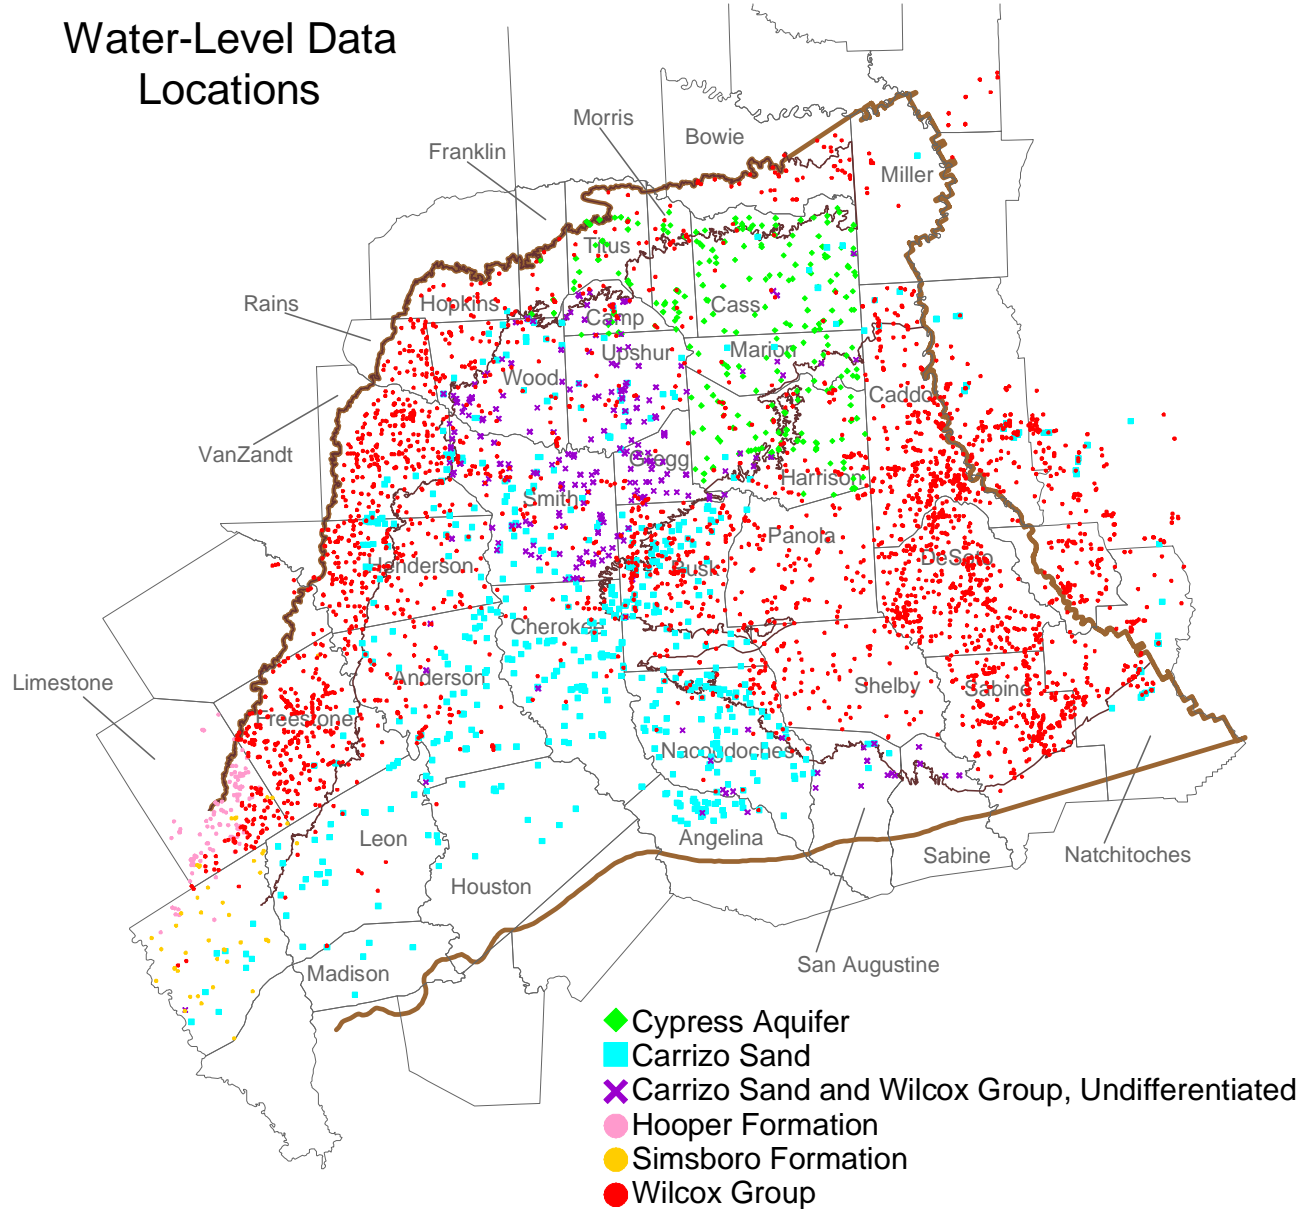 Water-Level Data
Locations
Morris
Bowie
Franklin
Miller
Titus
Rains
Hopkins
Camp
Cass
Upshur
Marion
Wood
Caddo
VanZandt
Gregg
Harrison
Smith
Panola
Henderson
Rusk
DeSoto
Cherokee
Limestone
Anderson
Shelby
Sabine
Freestone
Nacogdoches
Leon
Angelina
Sabine
Natchitoches
Houston
San Augustine
Madison
Cypress Aquifer
Carrizo Sand
Carrizo Sand and Wilcox Group, Undifferentiated
Hooper Formation
Simsboro Formation
Wilcox Group